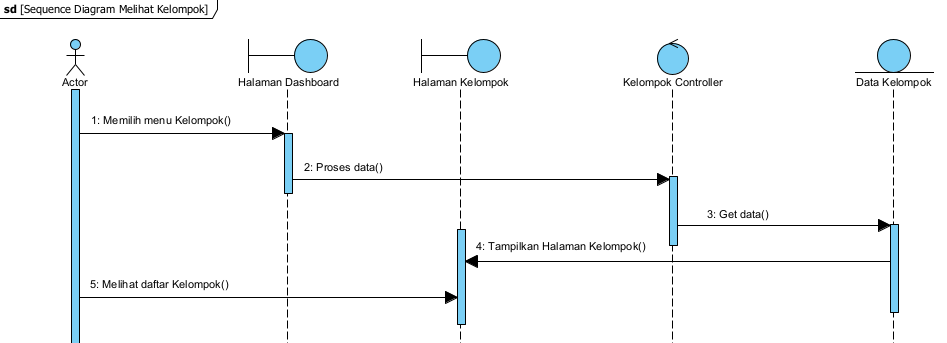 sd [Sequence Diagram Melihat Kelompok]
Actor
Halaman Dashboard
Halaman Kelompok
Kelompok Controller
Data Kelompok
1: Memilih menu Kelompok()
2: Proses data()
3: Get data()
4: Tampilkan Halaman Kelompok()
5: Melihat daftar Kelompok()